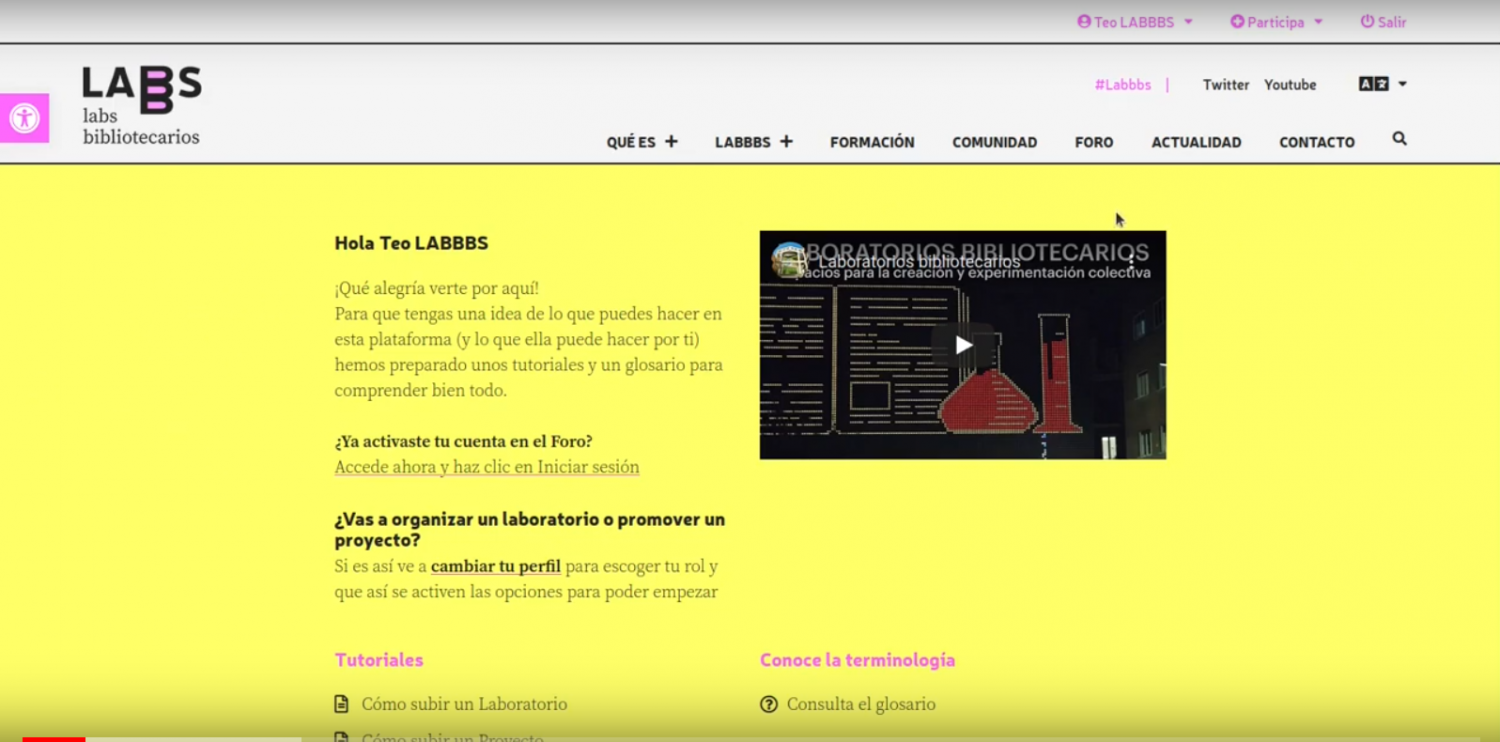 Teo LABBBS
Participa
Salir
LABBBS
labs
bibliotecarios
#Labbbs |
Twitter Youtube
QUÉ ES + LABBBS + FORMACIÓN COMUNIDAD FORO ACTUALIDAD CONTACTO
Hola Teo LABBBS
¡Qué alegría verte por aquí!
Para que tengas una idea de lo que puedes hacer en
esta plataforma (y lo que ella puede hacer por ti)
hemos preparado unos tutoriales y un glosario para
comprender bien todo.
¿Ya activaste tu cuenta en el Foro?
Accede ahora y haz clic en Iniciar sesión
¿Vas a organizar un laboratorio o promover un
proyecto?
Si es así ve a cambiar tu perfil para escoger tu rol y
que así se activen las opciones para poder empezar
BORATORIOS BIBLIOTECARIOS
Laboratorios bibliotecarios
pacios para la creación y experimentación colectiva
Tutoriales
Cómo subir un Laboratorio
Cómo subir un Proyecto
Conoce la terminología
Consulta el glosario